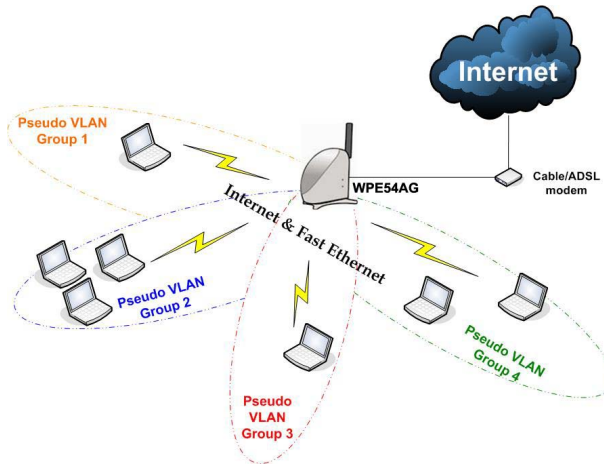 Internet
Pseudo VLAN
Group 1
WPE54AG
Cable/ADSL
modem
Internet & Fast Ethernet
Pseudo VLAN
Group 2
Pseudo VLAN
Group 4
Pseudo
VLAN
Group 3